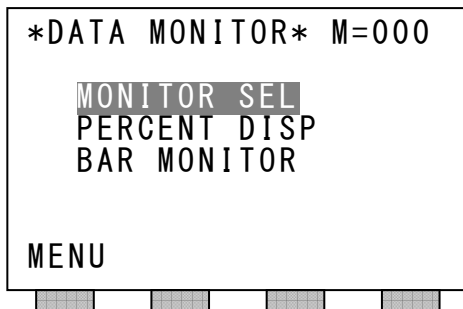 *DATA MONITOR* M=000
MONITOR SEL
PERCENT DISP
BAR MONITOR
MENU